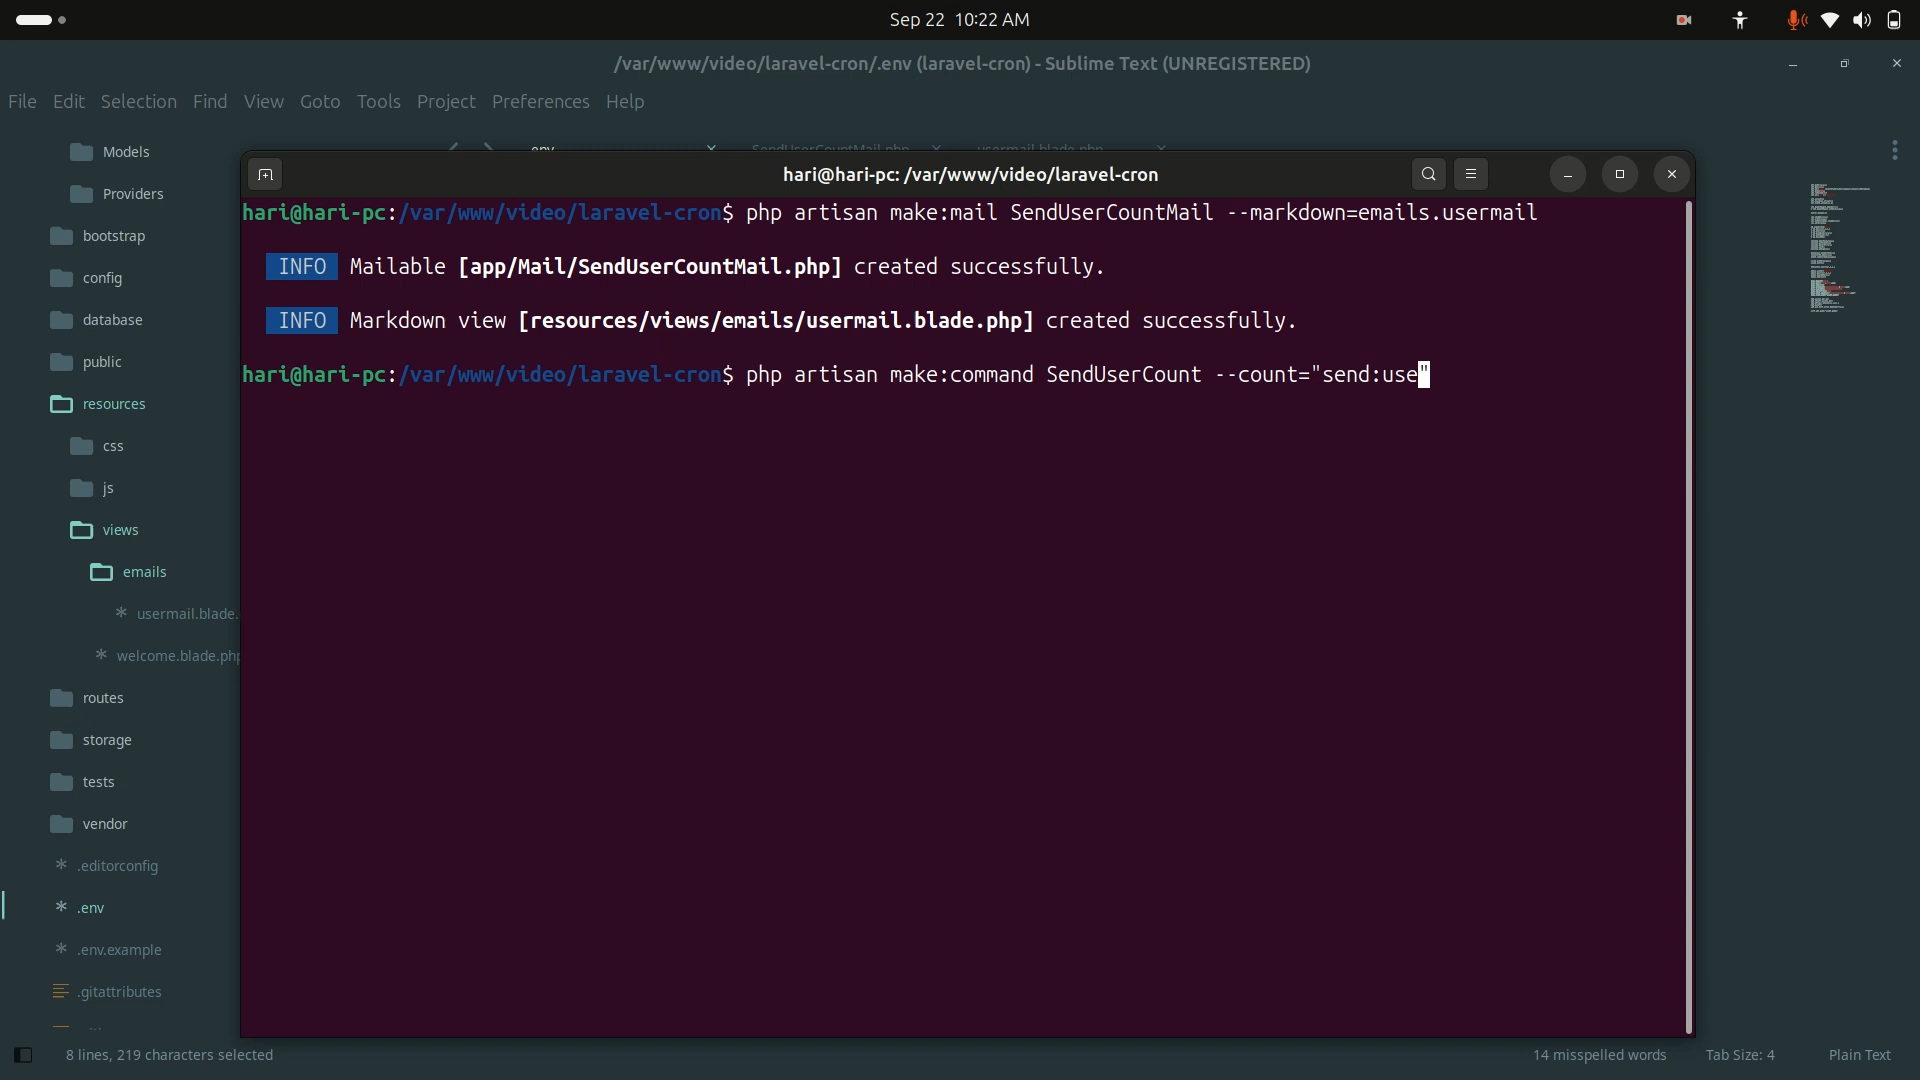 Sep 22 10:22 AM
/var/www/video/laravel-cron/.env (laravel-cron) - Sublime Text (UNREGISTERED)
File Edit Selection Find View Goto Tools Project Preferences Help
Models
Providers
bootstrap
config
database
public
resources
css
js
views
emails
usermail.blade.
welcome.blade.php
routes
storage
tests
vendor
.editorconfig
.env
.env.example
.gitattributes
.env SendUserCountMail.php usermail.blade.php
hari@hari-pc: /var/www/video/laravel-cron
hari@hari-pc:/var/www/video/laravel-cron$ php artisan make:mail SendUserCountMail --markdown=emails.usermail
INFO Mailable [app/Mail/SendUserCountMail.php] created successfully.
INFO Markdown view [resources/views/emails/usermail.blade.php] created successfully.
hari@hari-pc:/var/www/video/laravel-cron$ php artisan make:command SendUserCount --count="send:use"
8 lines, 219 characters selected
14 misspelled words
Tab Size: 4
Plain Text